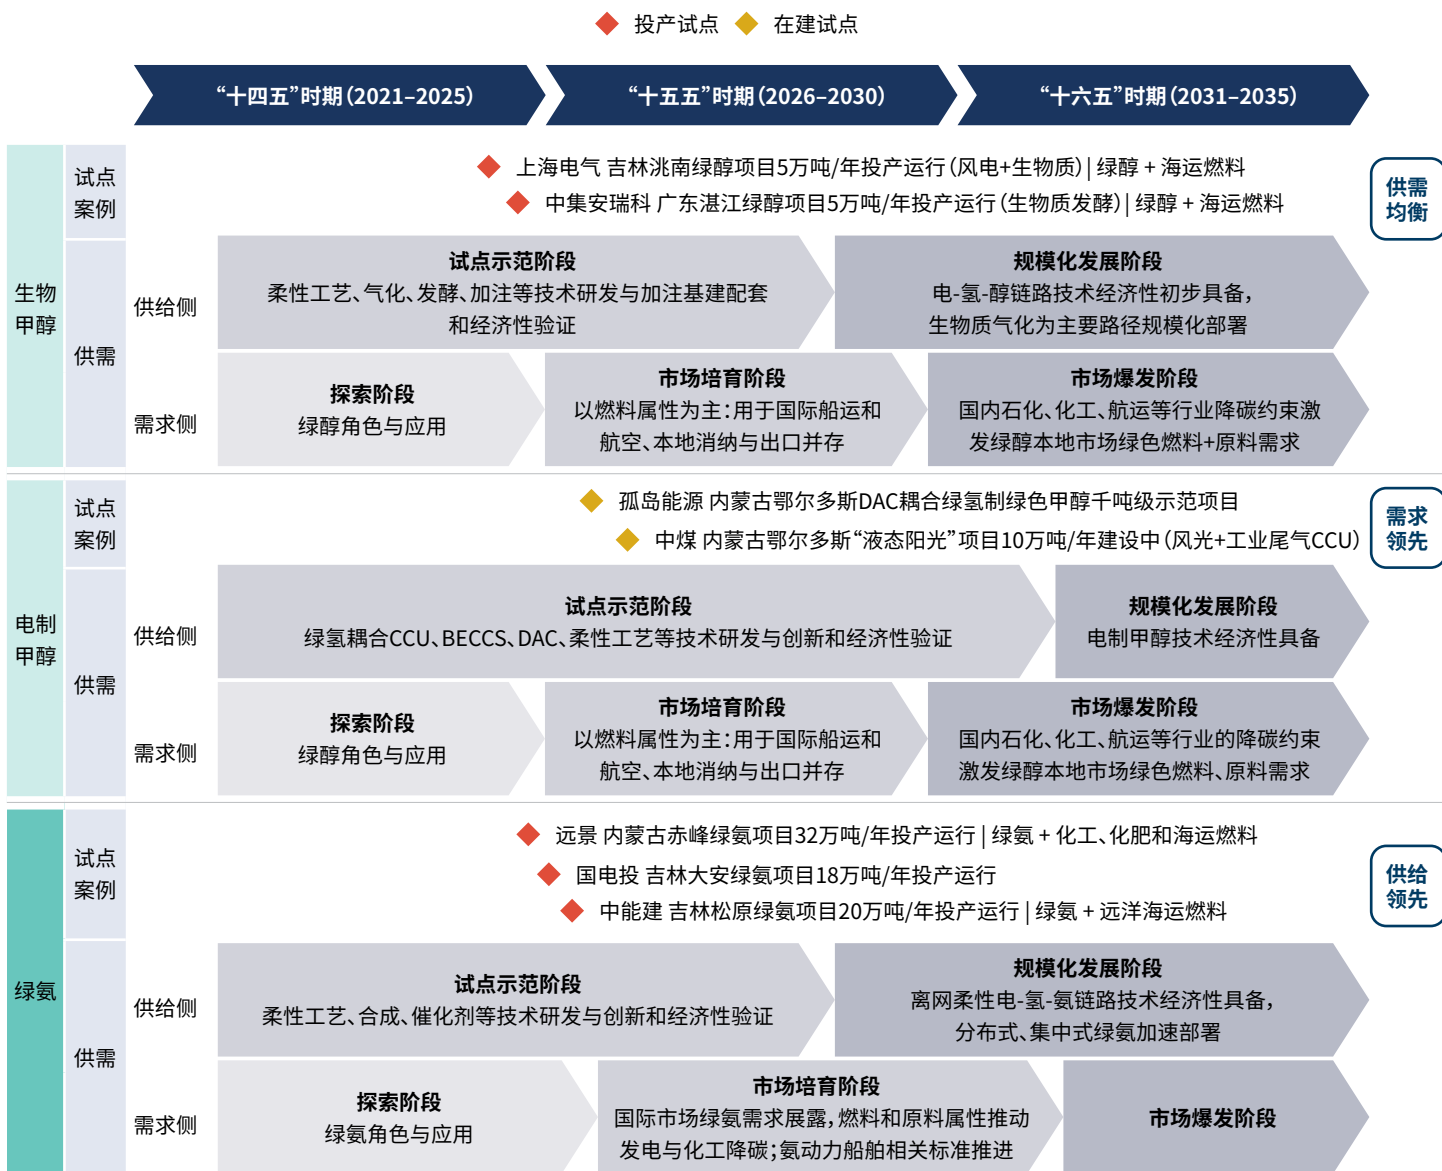 投产试点 在建试点
“十四五”时期（2021–2025） “十五五”时期（2026–2030） “十六五”时期（2031–2035）
生物
甲醇
试点
案例
上海电气 吉林洮南绿醇项目5万吨/年投产运行（风电+生物质）| 绿醇 + 海运燃料
中集安瑞科 广东湛江绿醇项目5万吨/年投产运行（生物质发酵）| 绿醇 + 海运燃料
供需
均衡
供需
供给侧
试点示范阶段
柔性工艺、气化、发酵、加注等技术研发与加注基建配套
和经济性验证
规模化发展阶段
电-氢-醇链路技术经济性初步具备，
生物质气化为主要路径规模化部署
需求侧
探索阶段
绿醇角色与应用
市场培育阶段
以燃料属性为主：用于国际船运和
航空、本地消纳与出口并存
市场爆发阶段
国内石化、化工、航运等行业降碳约束激
发绿醇本地市场绿色燃料+原料需求
电制
甲醇
试点
案例
孤岛能源 内蒙古鄂尔多斯DAC耦合绿氢制绿色甲醇千吨级示范项目
中煤 内蒙古鄂尔多斯“液态阳光”项目10万吨/年建设中（风光+工业尾气CCU）
需求
领先
供需
供给侧
试点示范阶段
绿氢耦合CCU、BECCS、DAC、柔性工艺等技术研发与创新和经济性验证
规模化发展阶段
电制甲醇技术经济性具备
需求侧
探索阶段
绿醇角色与应用
市场培育阶段
以燃料属性为主：用于国际船运和
航空、本地消纳与出口并存
市场爆发阶段
国内石化、化工、航运等行业的降碳约束
激发绿醇本地市场绿色燃料、原料需求
绿氨
试点
案例
远景 内蒙古赤峰绿氨项目32万吨/年投产运行 | 绿氨 + 化工、化肥和海运燃料
国电投 吉林大安绿氨项目18万吨/年投产运行
中能建 吉林松原绿氨项目20万吨/年投产运行 | 绿氨 + 远洋海运燃料
供给
领先
供需
供给侧
试点示范阶段
柔性工艺、合成、催化剂等技术研发与创新和经济性验证
规模化发展阶段
离网柔性电-氢-氨链路技术经济性具备，
分布式、集中式绿氨加速部署
需求侧
探索阶段
绿氨角色与应用
市场培育阶段
国际市场绿氨需求展露，燃料和原料属性推动
发电与化工降碳；氨动力船舶相关标准推进
市场爆发阶段